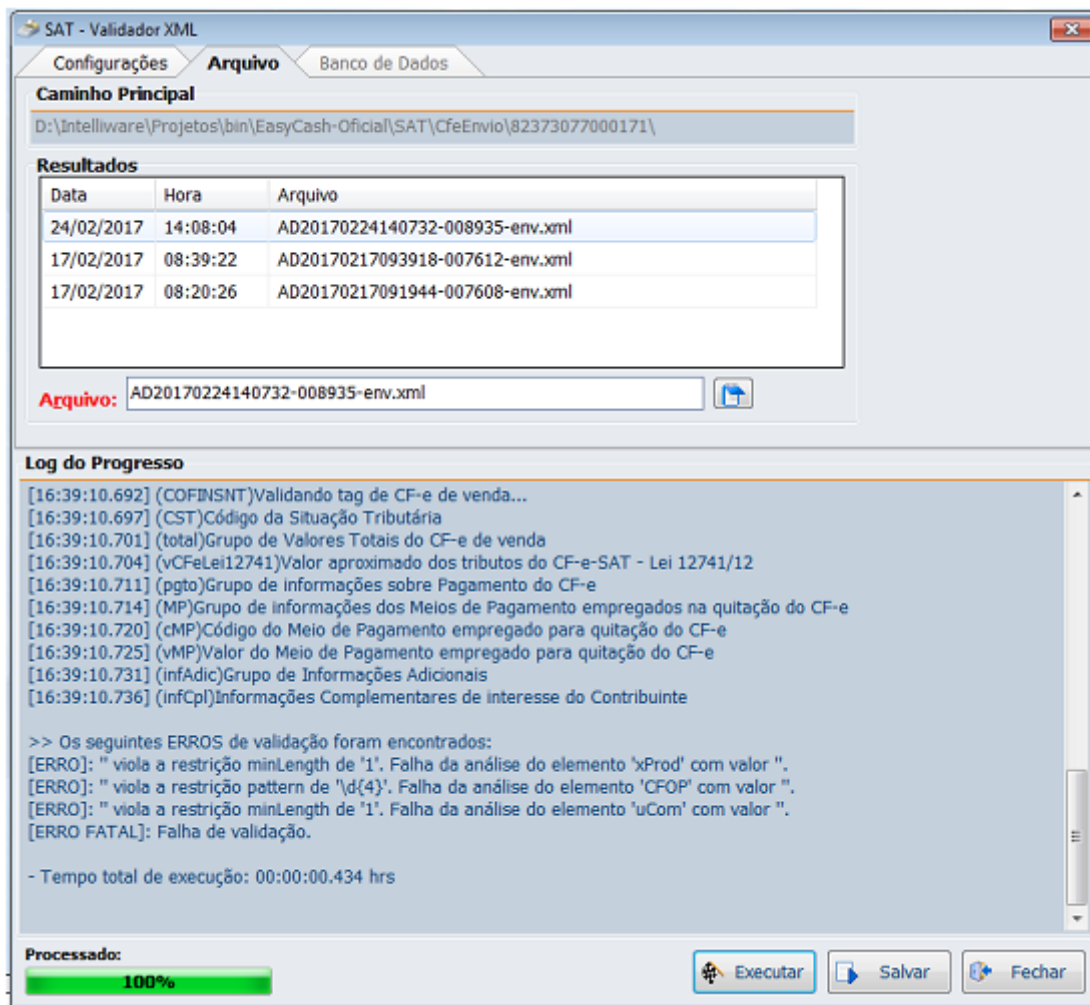 SAT - Validador XML
Configurações Arquivo Banco de Dados
Caminho Principal
D:\Intelliware\Projetos\bin\EasyCash-Oficial\SAT\CfeEnvio\82373077000171\
Resultados
Data Hora Arquivo
24/02/2017 14:08:04 AD20170224140732-008935-env.xml
17/02/2017 08:39:22 AD20170217093918-007612-env.xml
17/02/2017 08:20:26 AD20170217091944-007608-env.xml
Arquivo: AD20170224140732-008935-env.xml
Log do Progresso
[16:39:10.692] (COFINSNT)Validando tag de CF-e de venda...
[16:39:10.697] (CST)Código da Situação Tributária
[16:39:10.701] (total)Grupo de Valores Totais do CF-e de venda
[16:39:10.704] (vCFeLei12741)Valor aproximado dos tributos do CF-e-SAT - Lei 12741/12
[16:39:10.711] (pgto)Grupo de informações sobre Pagamento do CF-e
[16:39:10.714] (MP)Grupo de informações dos Meios de Pagamento empregados na quitação do CF-e
[16:39:10.720] (cMP)Código do Meio de Pagamento empregado para quitação do CF-e
[16:39:10.725] (vMP)Valor do Meio de Pagamento empregado para quitação do CF-e
[16:39:10.731] (infAdic)Grupo de Informações Adicionais
[16:39:10.736] (infCpl)Informações Complementares de interesse do Contribuinte
>> Os seguintes ERROS de validação foram encontrados:
[ERRO]: '' viola a restrição minLength de '1'. Falha da análise do elemento 'xProd' com valor ''.
[ERRO]: '' viola a restrição pattern de '\d{4}'. Falha da análise do elemento 'CFOP' com valor ''.
[ERRO]: '' viola a restrição minLength de '1'. Falha da análise do elemento 'uCom' com valor ''.
[ERRO FATAL]: Falha de validação.
- Tempo total de execução: 00:00:00.434 hrs
Processado:
100%
Executar Salvar Fechar